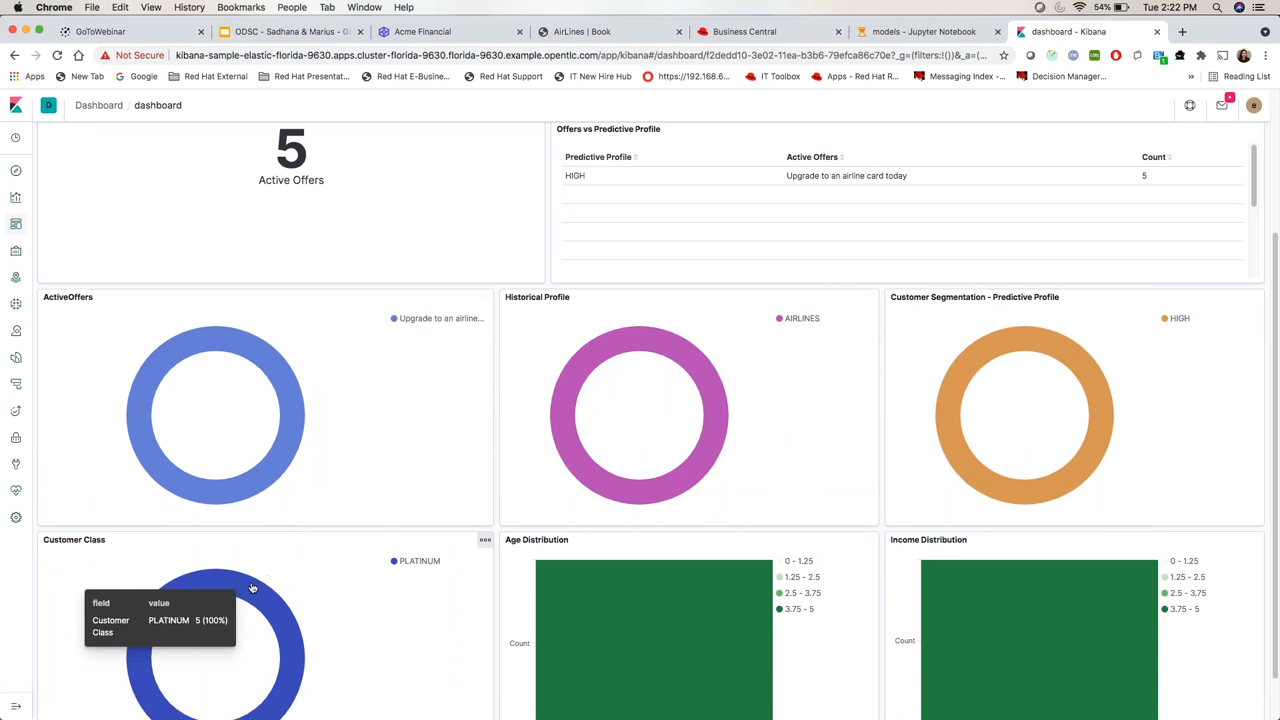 Chrome File Edit View History Bookmarks People Tab Window Help 54% Tue 2:22 PM
GoToWebinar × ODSC - Sadhana & Marius - Go × Acme Financial × AirLines | Book × Business Central × models - Jupyter Notebook × dashboard - Kibana × +
Not Secure kibana-sample-elastic-florida-9630.apps.cluster-florida-9630.florida-9630.example.opentlc.com/app/kibana#/dashboard/f2dedd10-3e02-11ea-b3b6-79efca86c70e?_g=(filters:!())&_a=(...
Apps New Tab Google Red Hat External Red Hat Presentat... Red Hat E-Busine... Red Hat Support IT New Hire Hub https://192.168.6... IT Toolbox Apps - Red Hat R... Messaging Index -... Decision Manager... » Reading List
D Dashboard / dashboard e
5
Active Offers
Offers vs Predictive Profile
Predictive Profile Active Offers Count
HIGH Upgrade to an airline card today 5
ActiveOffers
Upgrade to an airline...
Historical Profile
AIRLINES
Customer Segmentation - Predictive Profile
HIGH
Customer Class
PLATINUM
field value
Customer Class PLATINUM 5 (100%)
Age Distribution
Count
0 - 1.25
1.25 - 2.5
2.5 - 3.75
3.75 - 5
Income Distribution
Count
0 - 1.25
1.25 - 2.5
2.5 - 3.75
3.75 - 5